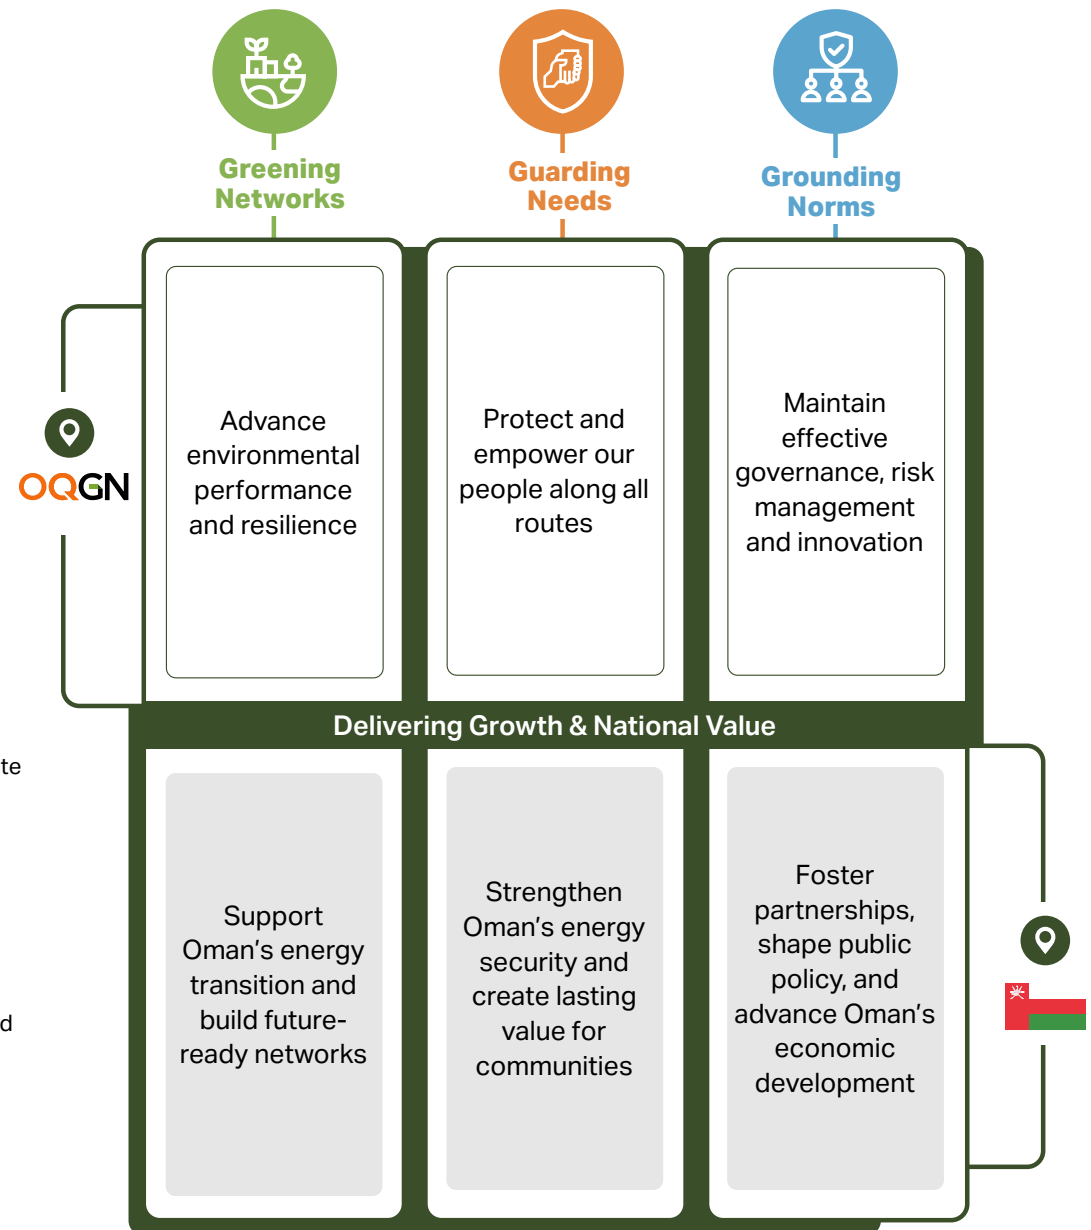 Greening
Networks
Guarding
Needs
Grounding
Norms
OQGN
Advance
environmental
performance
and resilience
Protect and
empower our
people along all
routes
Maintain
effective
governance, risk
management
and innovation
Delivering Growth & National Value
te
d
Support
Oman's energy
transition and
build future-
ready networks
Strengthen
Oman's energy
security and
create lasting
value for
communities
Foster
partnerships,
shape public
policy, and
advance Oman's
economic
development